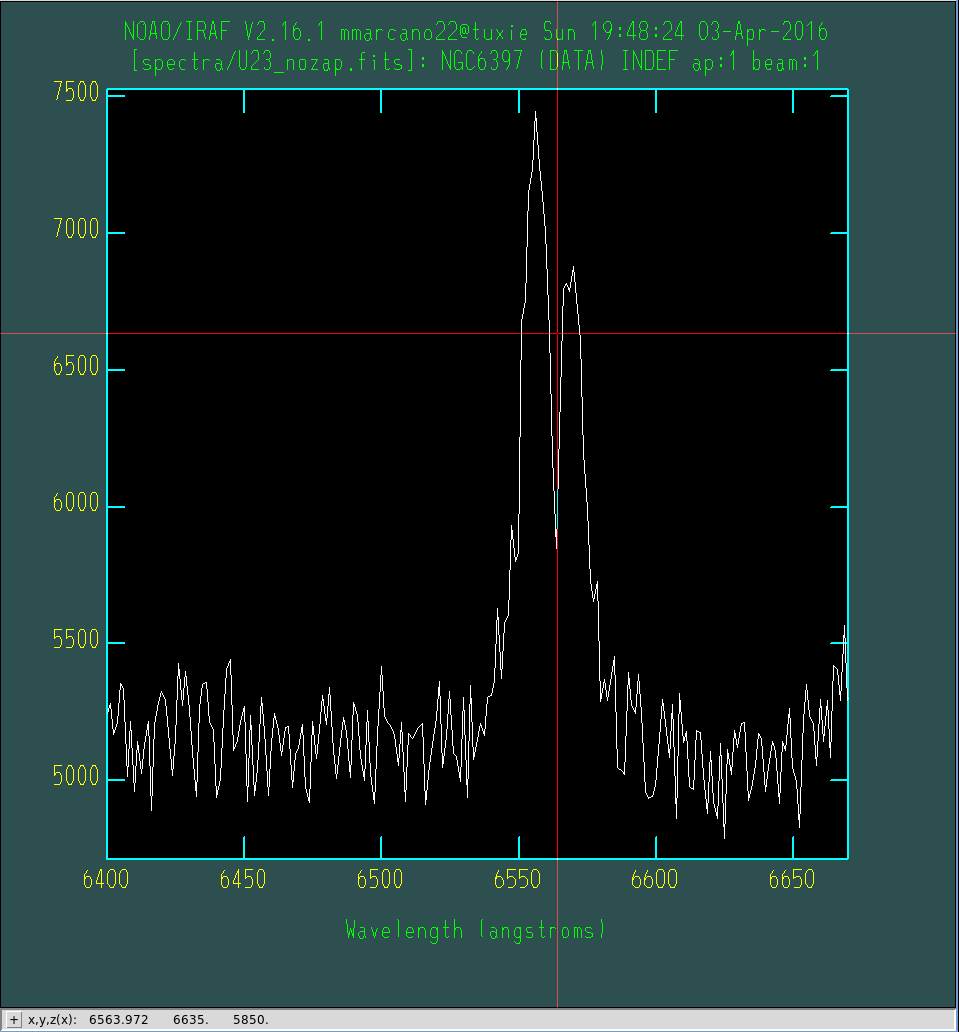 NOAO/IRAF V2.16.1 mmarcano22@tuxie Sun 19:48:24 03-Apr-2016
[spectra/U23_nozap.fits]: NGC6397 (DATA) INDEF ap:1 beam:1
7500
7000
6500
6000
5500
5000
6400 6450 6500 6550 6600 6650
Wavelength (angstroms)
+ x,y,z(x): 6563.972 6635. 5850.